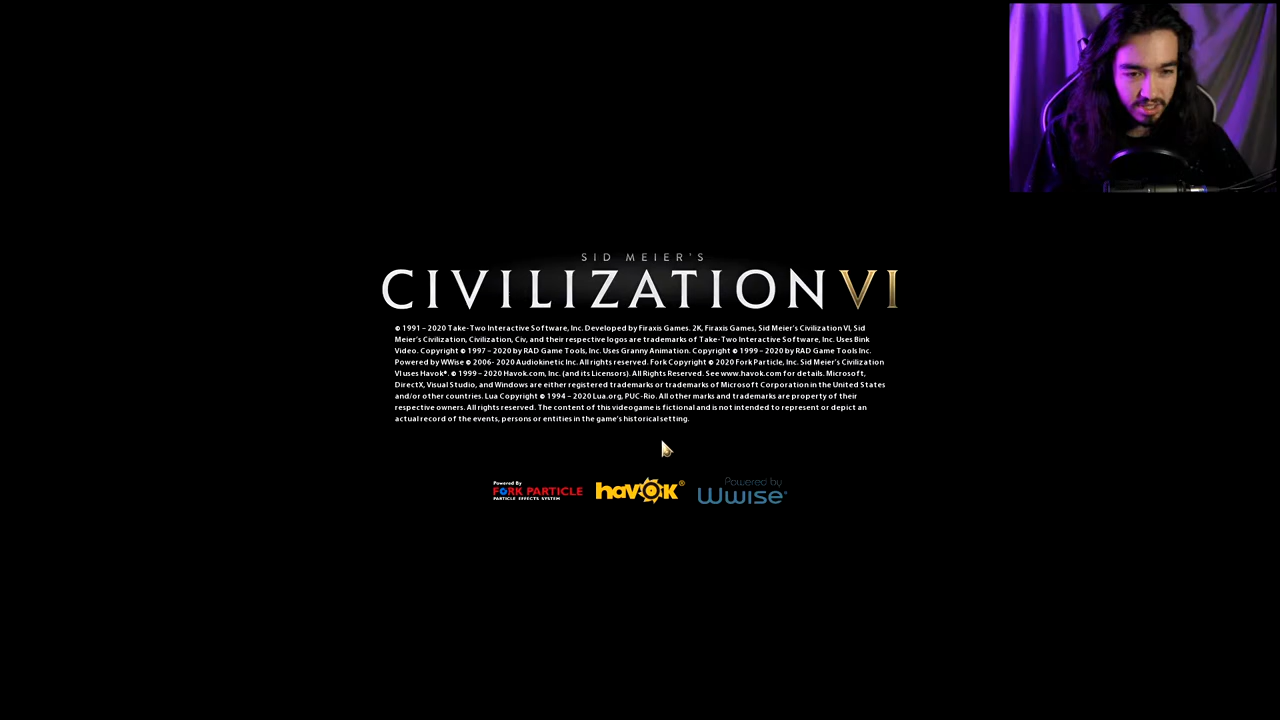 SID MEIER'S
CIVILIZATION VI
© 1991 – 2020 Take-Two Interactive Software, Inc. Developed by Firaxis Games. 2K, Firaxis Games, Sid Meier's Civilization VI, Sid
Meier's Civilization, Civilization, Civ, and their respective logos are trademarks of Take-Two Interactive Software, Inc. Uses Bink
Video. Copyright © 1997 – 2020 by RAD Game Tools, Inc. Uses Granny Animation. Copyright © 1999 – 2020 by RAD Game Tools Inc.
Powered by WWise © 2006- 2020 Audiokinetic Inc. All rights reserved. Fork Copyright © 2020 Fork Particle, Inc. Sid Meier's Civilization
VI uses Havok®. © 1999 – 2020 Havok.com, Inc. (and its Licensors). All Rights Reserved. See www.havok.com for details. Microsoft,
DirectX, Visual Studio, and Windows are either registered trademarks or trademarks of Microsoft Corporation in the United States
and/or other countries. Lua Copyright © 1994 – 2020 Lua.org, PUC-Rio. All other marks and trademarks are property of their
respective owners. All rights reserved. The content of this videogame is fictional and is not intended to represent or depict an
actual record of the events, persons or entities in the game's historical setting.
Powered By
FORK PARTICLE
PARTICLE EFFECTS SYSTEM
havok®
Powered by
Wwise®